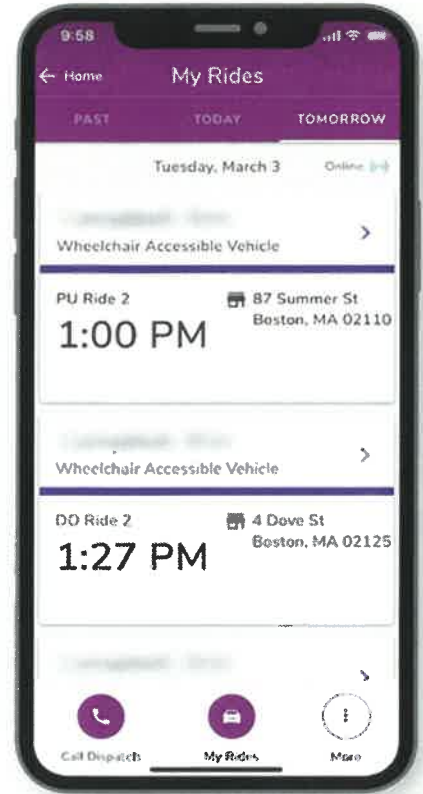 9:58
← Home My Rides
PAST TODAY TOMORROW
Tuesday, March 3 Online
Wheelchair Accessible Vehicle
PU Ride 2 87 Summer St
1:00 PM Boston, MA 02110
Wheelchair Accessible Vehicle
DO Ride 2 4 Dove St
1:27 PM Boston, MA 02125
Call Dispatch My Rides More